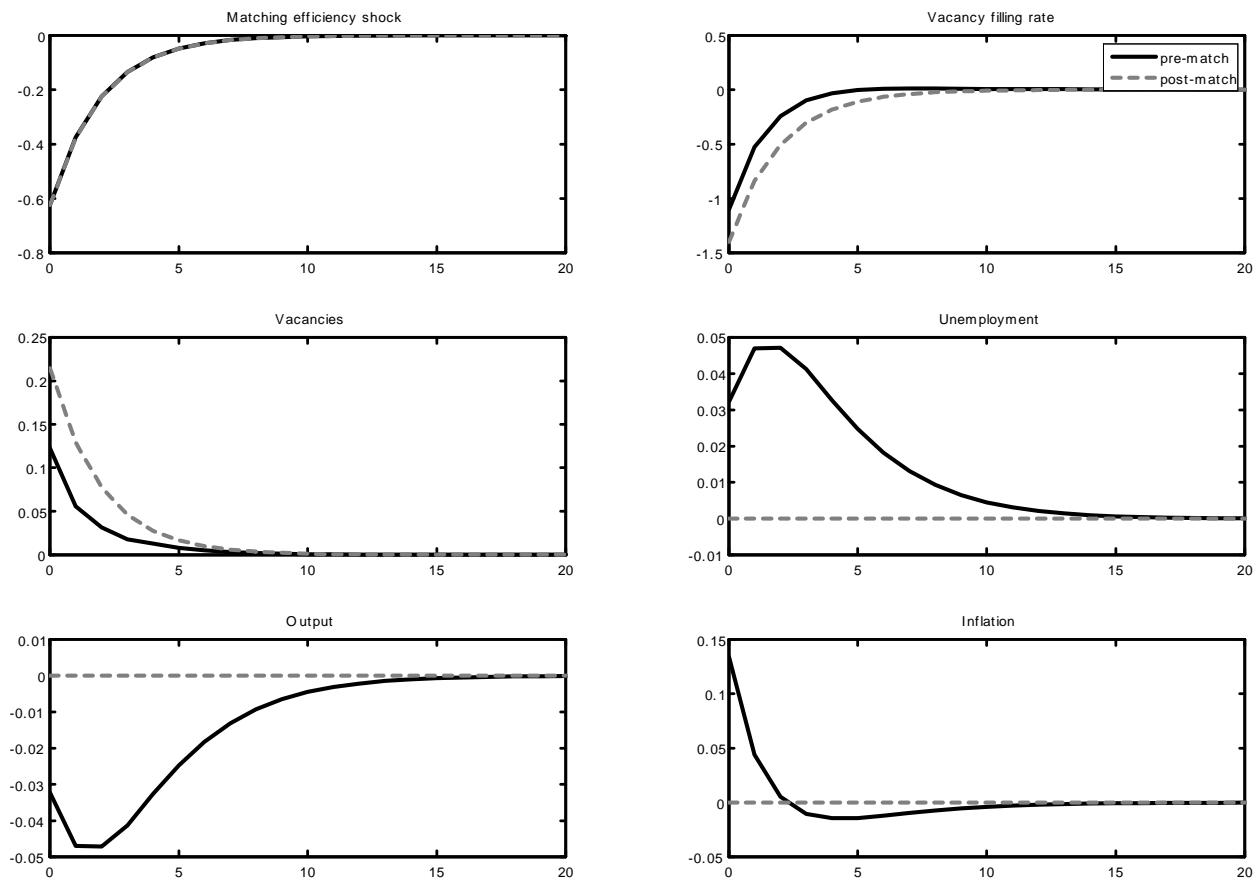 Matching efficiency shock
0
-0.2
-0.4
-0.6
-0.8
0 5 10 15 20
Vacancy filling rate
0.5
0
-0.5
-1
-1.5
0 5 10 15 20
pre-match
post-match
Vacancies
0.25
0.2
0.15
0.1
0.05
0
0 5 10 15 20
Unemployment
0.05
0.04
0.03
0.02
0.01
0
-0.01
0 5 10 15 20
Output
0.01
0
-0.01
-0.02
-0.03
-0.04
-0.05
0 5 10 15 20
Inflation
0.15
0.1
0.05
0
-0.05
0 5 10 15 20